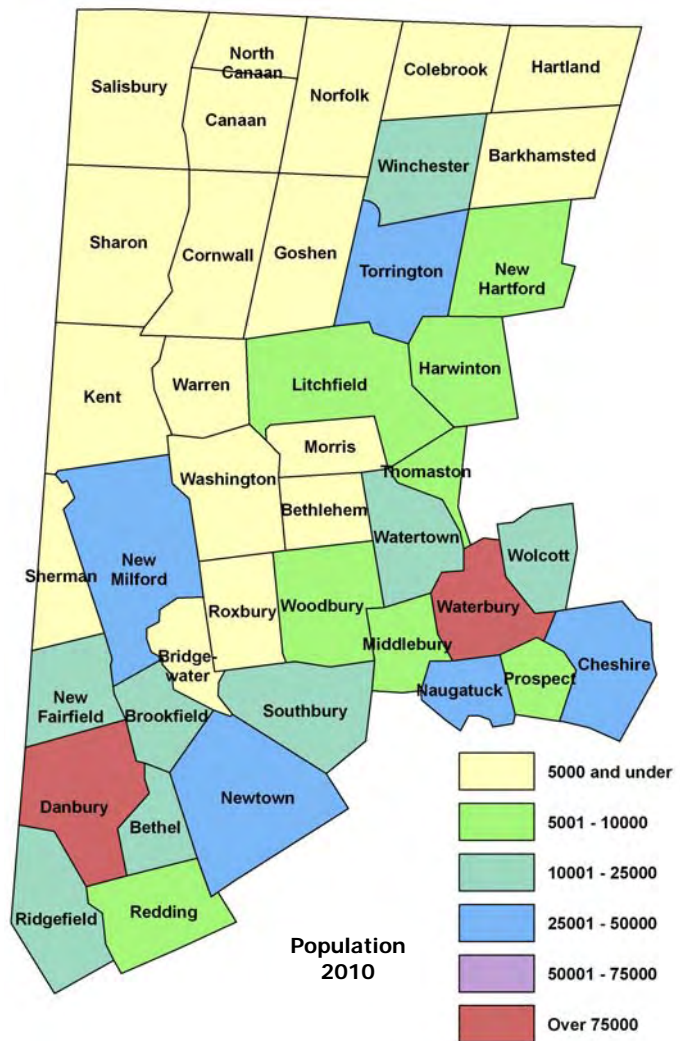 North
Canaan
Colebrook
Hartland
Salisbury
Norfolk
Canaan
Winchester
Barkhamsted
Sharon
Cornwall
Goshen
Torrington
New
Hartford
Kent
Warren
Litchfield
Harwinton
Morris
Washington
Thomaston
Bethlehem
Watertown
Wolcott
Sherman
New
Milford
Roxbury
Woodbury
Waterbury
Middlebury
Bridge-
water
Naugatuck
Prospect
Cheshire
New
Fairfield
Brookfield
Southbury
Danbury
Bethel
Newtown
Ridgefield
Redding
Population
2010
5000 and under
5001 - 10000
10001 - 25000
25001 - 50000
50001 - 75000
Over 75000